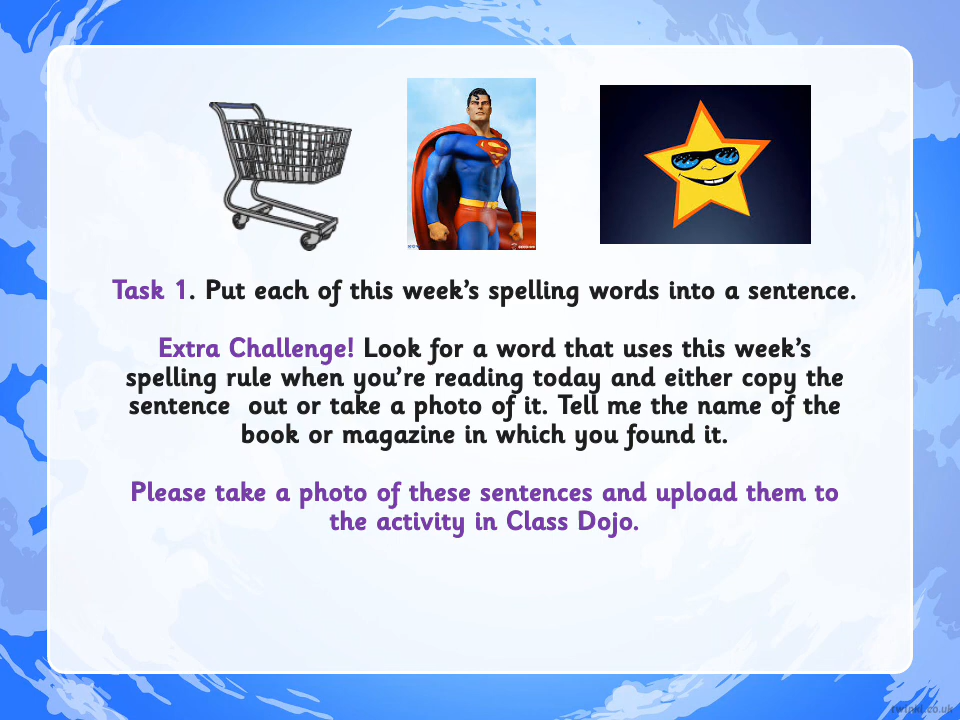 Task 1. Put each of this week's spelling words into a sentence.
Extra Challenge! Look for a word that uses this week's
spelling rule when you're reading today and either copy the
sentence  out or take a photo of it. Tell me the name of the
book or magazine in which you found it.
Please take a photo of these sentences and upload them to
the activity in Class Dojo.
twinkl.co.uk